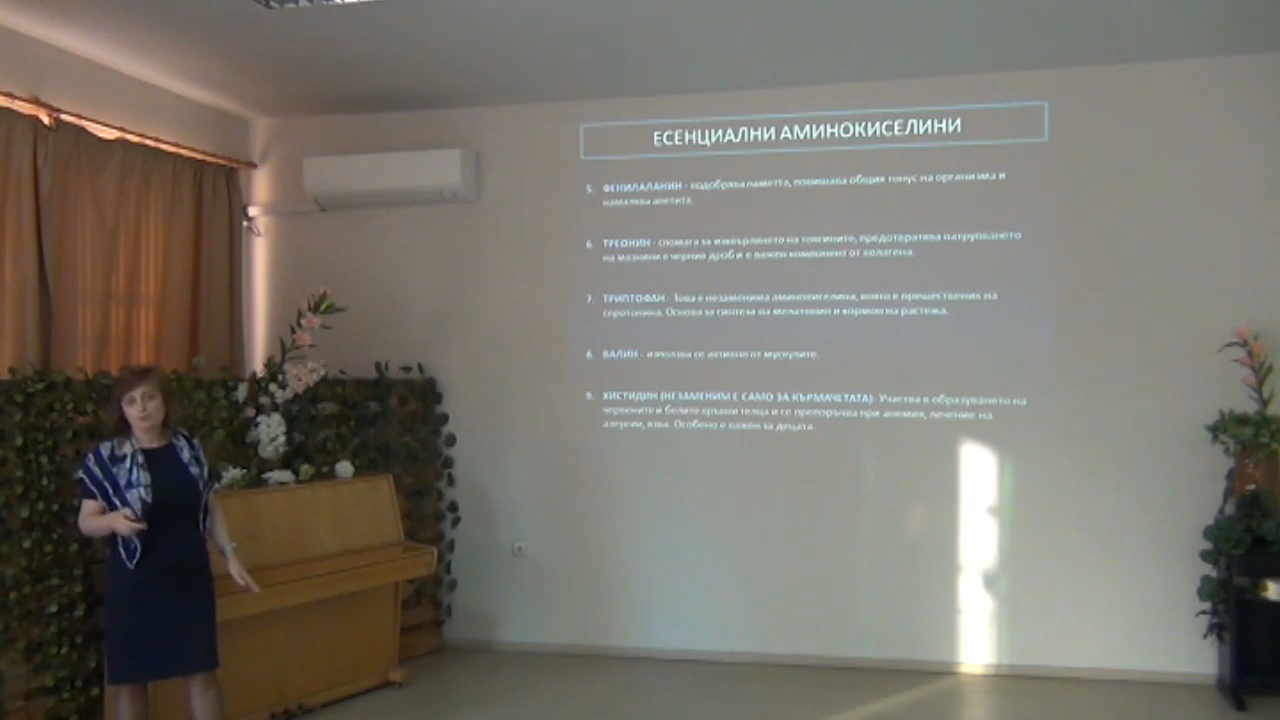 ЕСЕНЦИАЛНИ АМИНОКИСЕЛИНИ
5. ФЕНИЛАЛАНИН - подобрява паметта, повишава общия тонус на организма и
намалява апетита.
6. ТРЕОНИН - спомага за изхвърлянето на токсините, предотвратява натрупването
на мазнини в черния дроб и е важен компонент от колагена.
7. ТРИПТОФАН - Това е незаменима аминокиселина, която е предшественик на
серотонина. Основа за синтеза на мелатонин и хормон на растежа.
8. ВАЛИН - използва се активно от мускулите.
9. ХИСТИДИН (НЕЗАМЕНИМ Е САМО ЗА КЪРМАЧЕТАТА)- Участва в образуването на
червените и белите кръвни телца и се препоръчва при анемия, лечение на
алергии, язва. Особено е важен за децата.